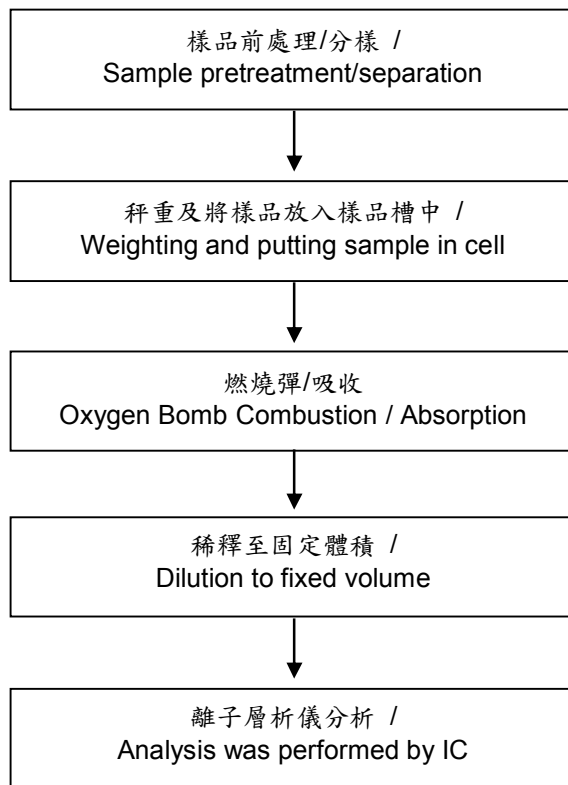 樣品前處理/分樣 /
Sample pretreatment/separation
秤重及將樣品放入樣品槽中 /
Weighting and putting sample in cell
燃燒彈/吸收
Oxygen Bomb Combustion / Absorption
稀釋至固定體積 /
Dilution to fixed volume
離子層析儀分析 /
Analysis was performed by IC